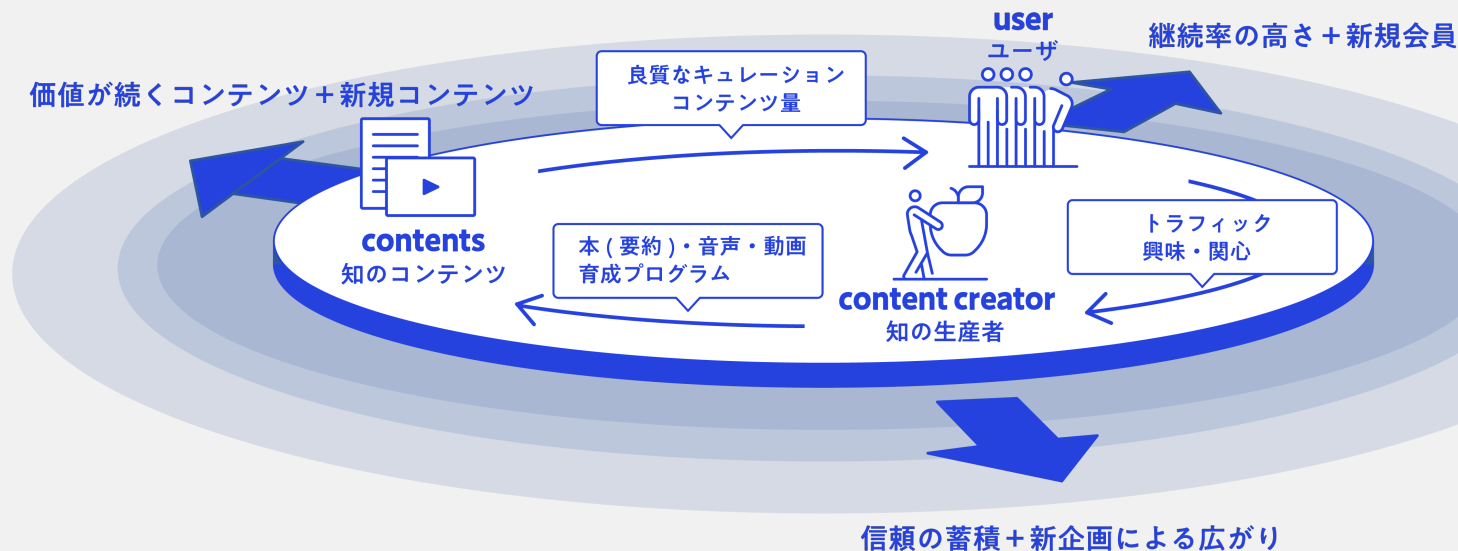 user
ユーザ
継続率の高さ＋新規会員
価値が続くコンテンツ＋新規コンテンツ
良質なキュレーション
コンテンツ量
contents
知のコンテンツ
本(要約)・音声・動画
育成プログラム
トラフィック
興味・関心
content creator
知の生産者
信頼の蓄積＋新企画による広がり